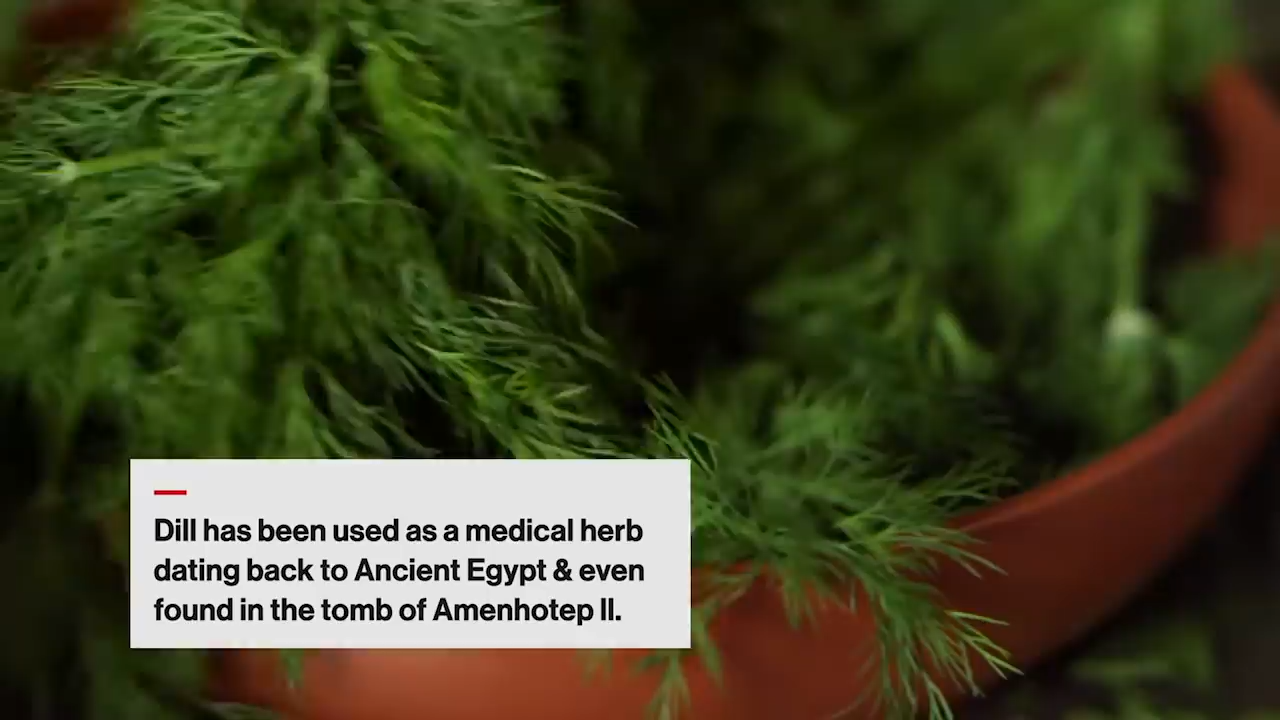 Dill has been used as a medical herb
dating back to Ancient Egypt & even
found in the tomb of Amenhotep II.